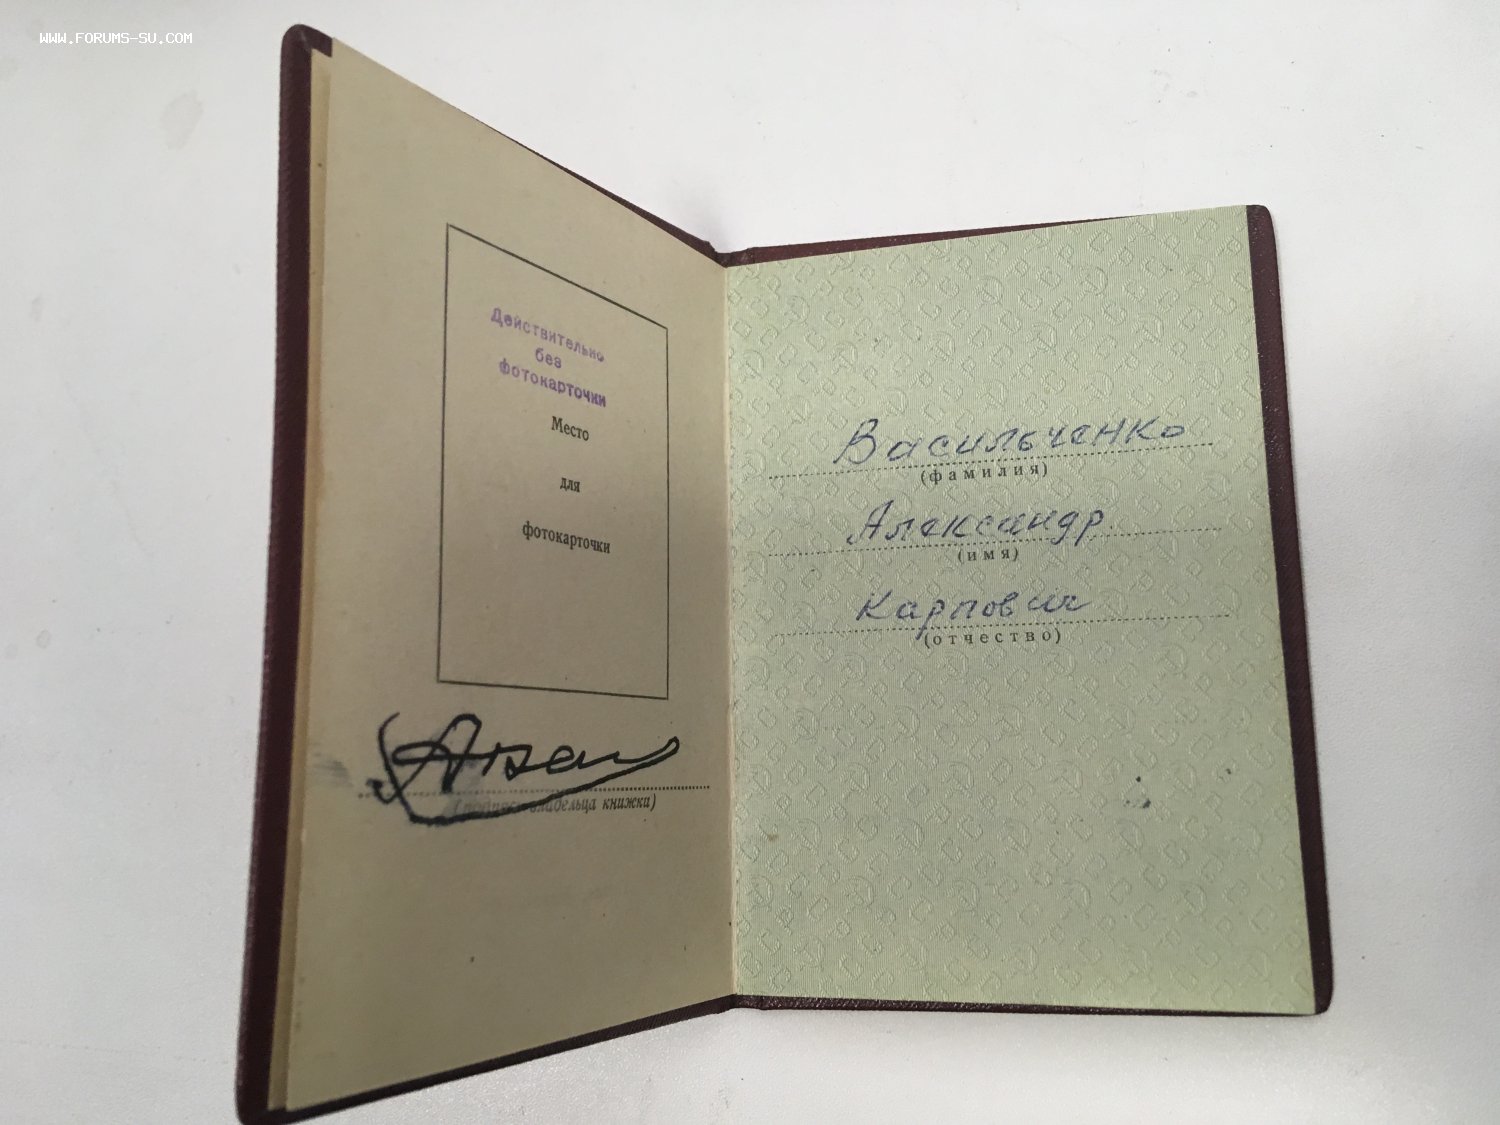 WWW.FORUMS-SU.COM
Действительно
без
фотокарточки
Место
для
фотокарточки
(подпись владельца книжки)
Васильченко
(фамилия)
Александр
(имя)
Карпович
(отчество)